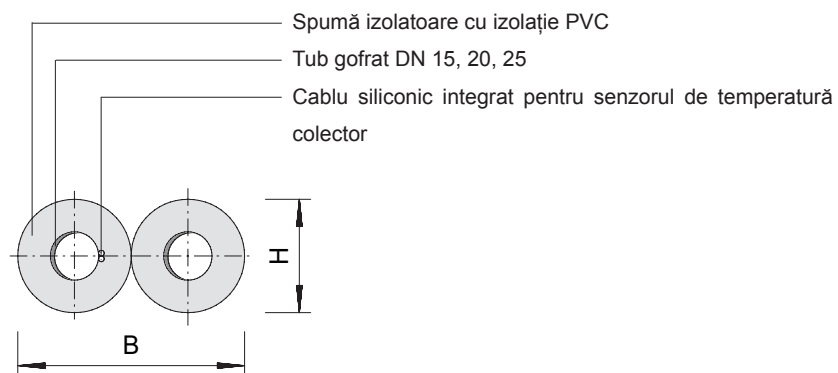 Spumă izolatoare cu izolație PVC
Tub gofrat DN 15, 20, 25
Cablu siliconic integrat pentru senzorul de temperatură
colector
H
B